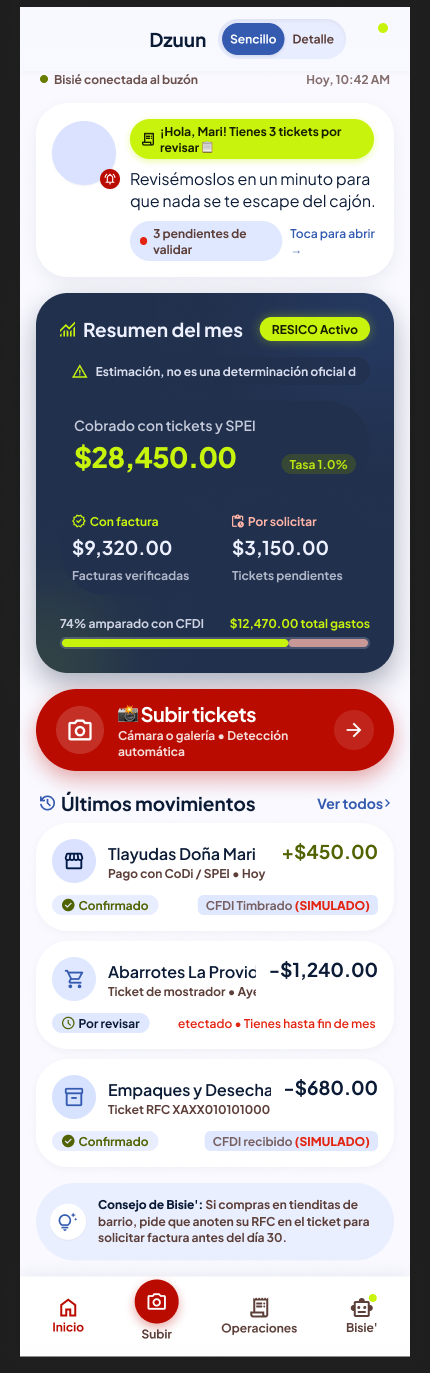 Dzuun
Sencillo
Detalle
Bisié conectada al buzón
Hoy, 10:42 AM
¡Hola, Mari! Tienes 3 tickets por
revisar
Revisémoslos en un minuto para
que nada se te escape del cajón.
3 pendientes de
validar
Toca para abrir
→
Resumen del mes
RESICO Activo
Estimación, no es una determinación oficial d
Cobrado con tickets y SPEI
$28,450.00
Tasa 1.0%
Con factura
Por solicitar
$9,320.00
$3,150.00
Facturas verificadas
Tickets pendientes
74% amparado con CFDI
$12,470.00 total gastos
📸 Subir tickets
Cámara o galería • Detección
automática
Últimos movimientos
Ver todos
Tlayudas Doña Mari
+$450.00
Pago con CoDi / SPEI • Hoy
Confirmado
CFDI Timbrado (SIMULADO)
Abarrotes La Provid
-$1,240.00
Ticket de mostrador • Aye
Por revisar
etectado • Tienes hasta fin de mes
Empaques y Desecha
-$680.00
Ticket RFC XAXX010101000
Confirmado
CFDI recibido (SIMULADO)
Consejo de Bisie': Si compras en tienditas de
barrio, pide que anoten su RFC en el ticket para
solicitar factura antes del día 30.
Inicio
Subir
Operaciones
Bisie'